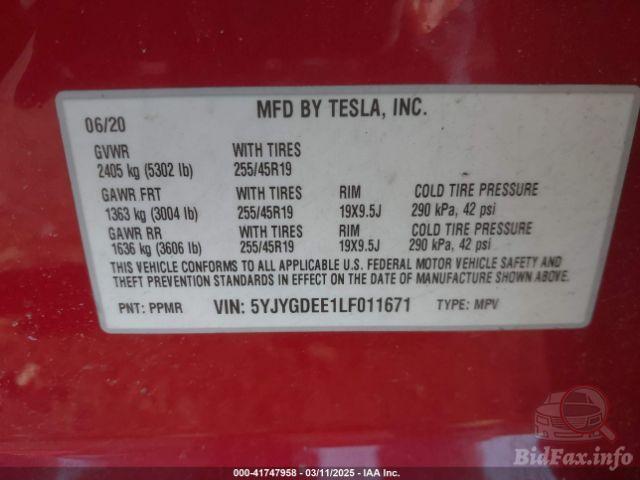 MFD BY TESLA, INC.
06/20
GVWR WITH TIRES
2405 kg (5302 lb) 255/45R19
GAWR FRT WITH TIRES RIM COLD TIRE PRESSURE
1363 kg (3004 lb) 255/45R19 19X9.5J 290 kPa, 42 psi
GAWR RR WITH TIRES RIM COLD TIRE PRESSURE
1636 kg (3606 lb) 255/45R19 19X9.5J 290 kPa, 42 psi
THIS VEHICLE CONFORMS TO ALL APPLICABLE U.S. FEDERAL MOTOR VEHICLE SAFETY AND
THEFT PREVENTION STANDARDS IN EFFECT ON THE DATE OF MANUFACTURE SHOWN ABOVE.
PNT: PPMR VIN: 5YJYGDEE1LF011671 TYPE: MPV
BidFax.info
000-41747958 - 03/11/2025 - IAA Inc.